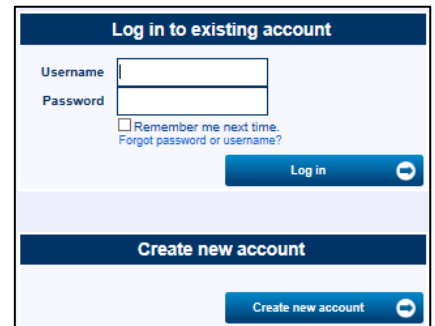 Log in to existing account
Username
Password
Remember me next time.
Forgot password or username?
Log in
Create new account
Create new account